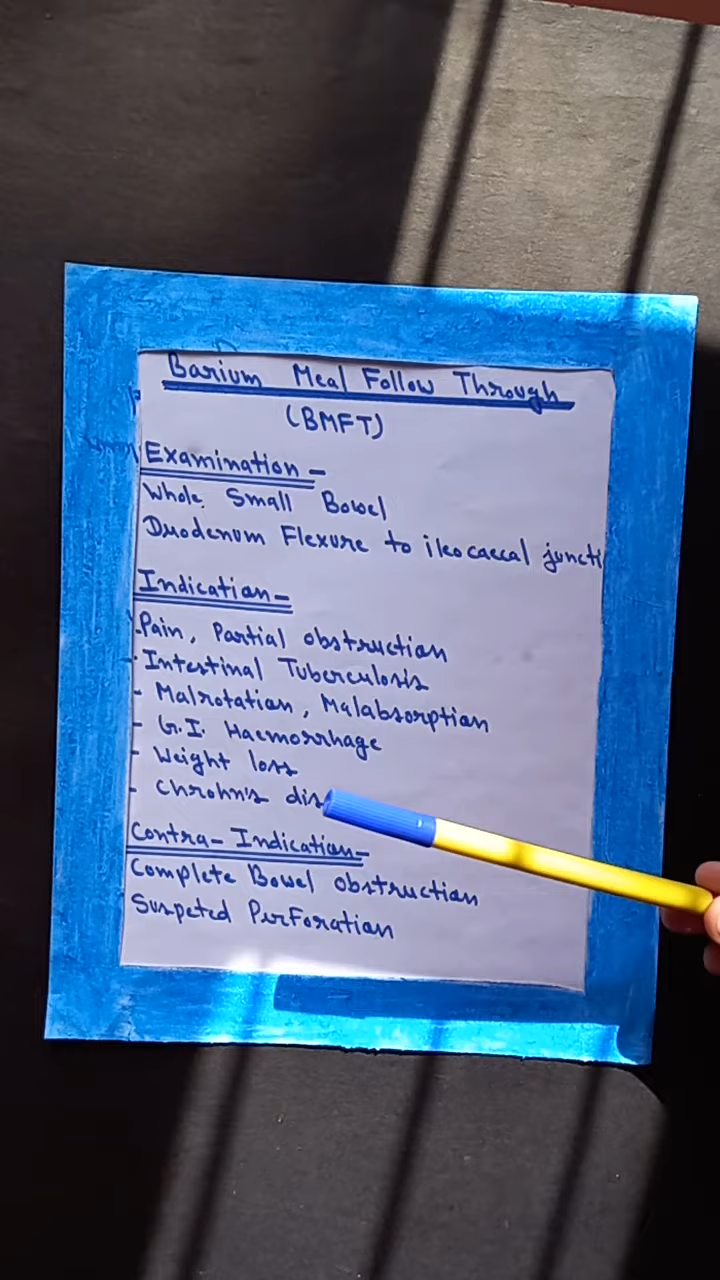 Barium Meal Follow Through
(BMFT)
Examination -
Whole Small Bowel
Duodenum Flexure to ileocaecal juncti
Indication -
- Pain, Partial obstruction
- Intestinal Tuberculosis
- Malrotation, Malabsorption
- G.I. Haemorrhage
- Weight loss
- Chrohn's dis
Contra-Indication -
Complete Bowel obstruction
Suspeted Perforation